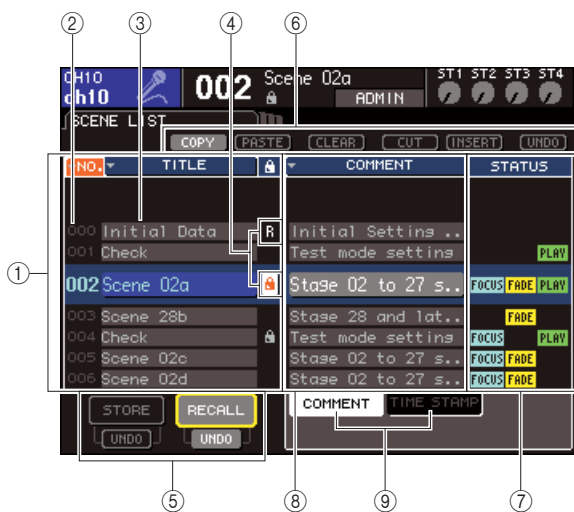 ② ③ ④ ⑥
CH10
ch10
002
Scene 02a
ADMIN
ST1 ST2 ST3 ST4
SCENE LIST
COPY PASTE CLEAR CUT INSERT UNDO
NO. TITLE COMMENT STATUS
000 Initial Data R Initial Setting ..
001 Check Test mode setting PLAY
002 Scene 02a Stage 02 to 27 s.. FOCUS FADE PLAY
003 Scene 28b Stage 28 and lat.. FADE
004 Check Test mode setting FOCUS PLAY
005 Scene 02c Stage 02 to 27 s.. FOCUS FADE
006 Scene 02d Stage 02 to 27 s.. FOCUS FADE
①
STORE RECALL
UNDO UNDO
COMMENT TIME STAMP
⑤ ⑧ ⑨ ⑦